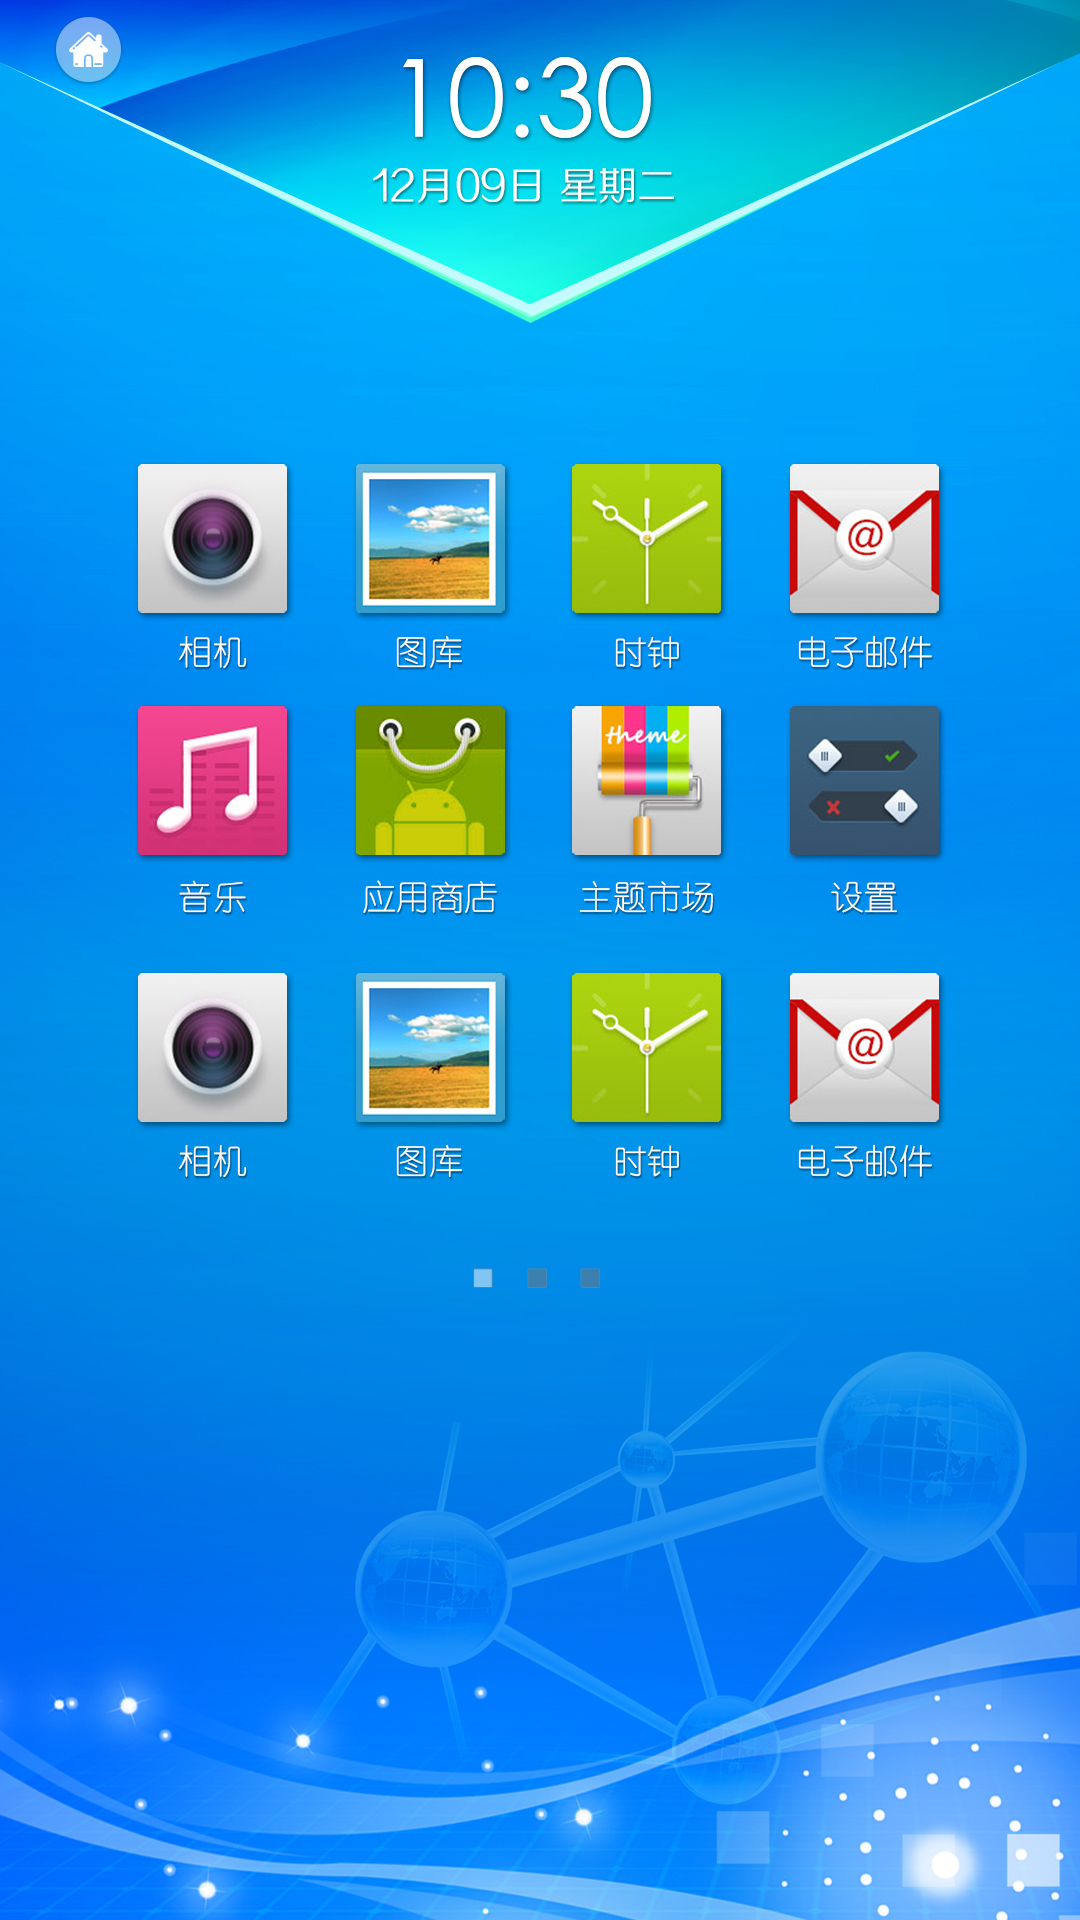 10:30
12月09日 星期二
相机 图库 时钟 电子邮件
theme
音乐 应用商店 主题市场 设置
相机 图库 时钟 电子邮件